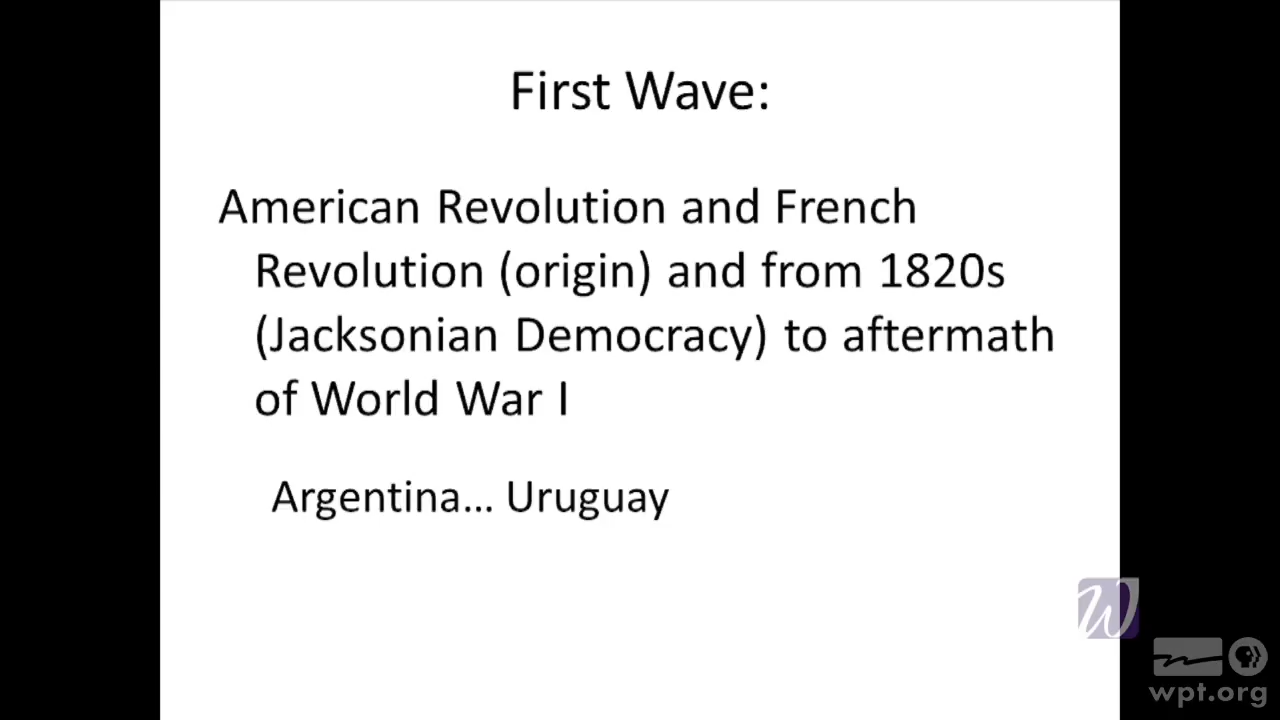 First Wave:
American Revolution and French
Revolution (origin) and from 1820s
(Jacksonian Democracy) to aftermath
of World War I
Argentina... Uruguay
W
wpt.org